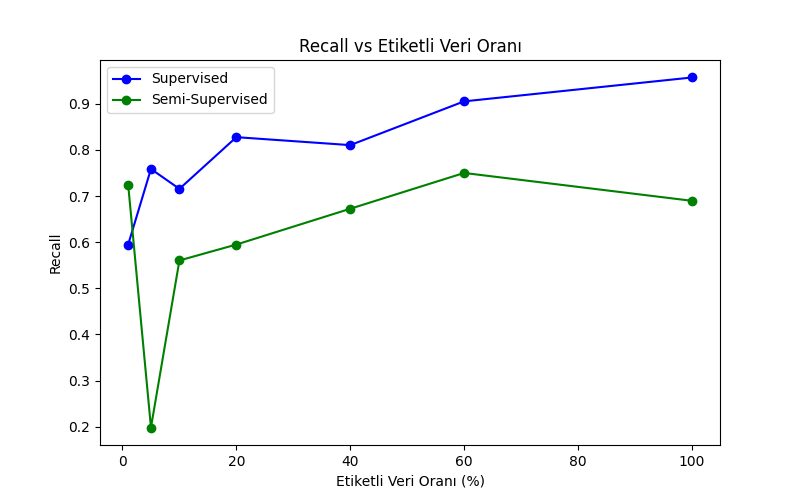 Recall vs Etiketli Veri Oranı
Supervised
Semi-Supervised
Recall
0.9
0.8
0.7
0.6
0.5
0.4
0.3
0.2
0 20 40 60 80 100
Etiketli Veri Oranı (%)